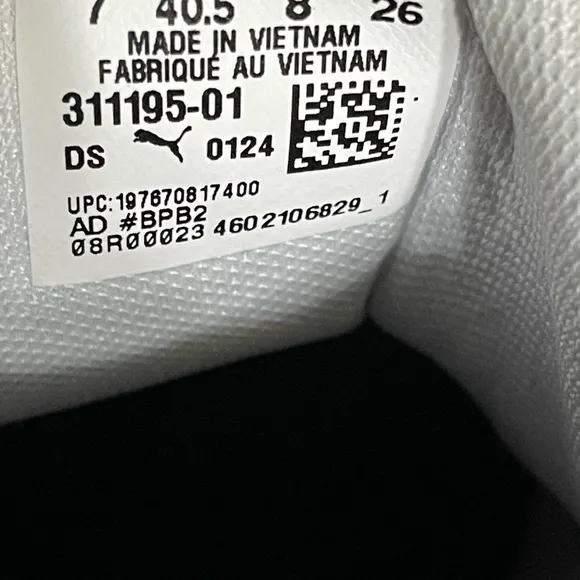 7 40.5 8 26
MADE IN VIETNAM
FABRIQUÉ AU VIETNAM
311195-01
DS 0124
UPC:197670817400
AD #BPB2
08R00023 4602106829_1